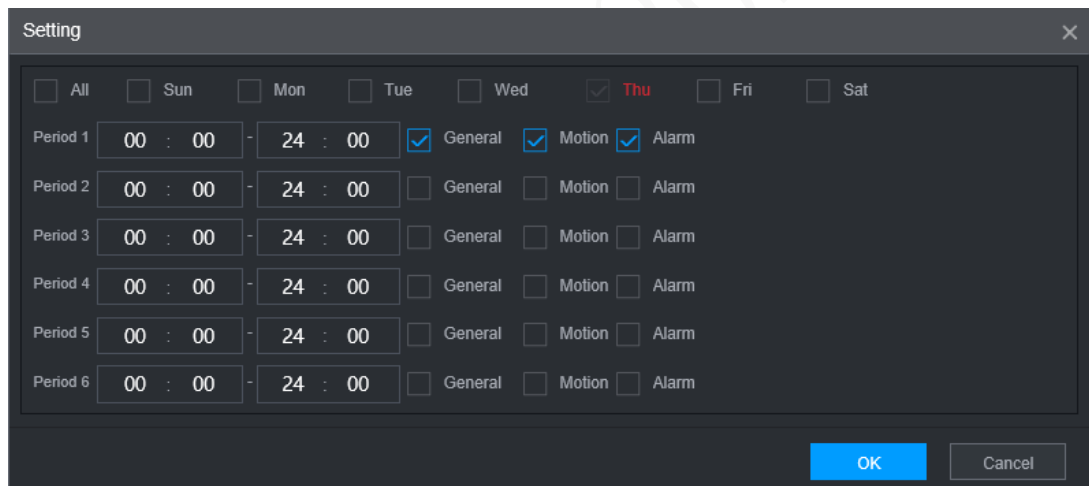 Setting
All Sun Mon Tue Wed Thu Fri Sat
Period 1 00 : 00 - 24 : 00 General Motion Alarm
Period 2 00 : 00 - 24 : 00 General Motion Alarm
Period 3 00 : 00 - 24 : 00 General Motion Alarm
Period 4 00 : 00 - 24 : 00 General Motion Alarm
Period 5 00 : 00 - 24 : 00 General Motion Alarm
Period 6 00 : 00 - 24 : 00 General Motion Alarm
OK Cancel